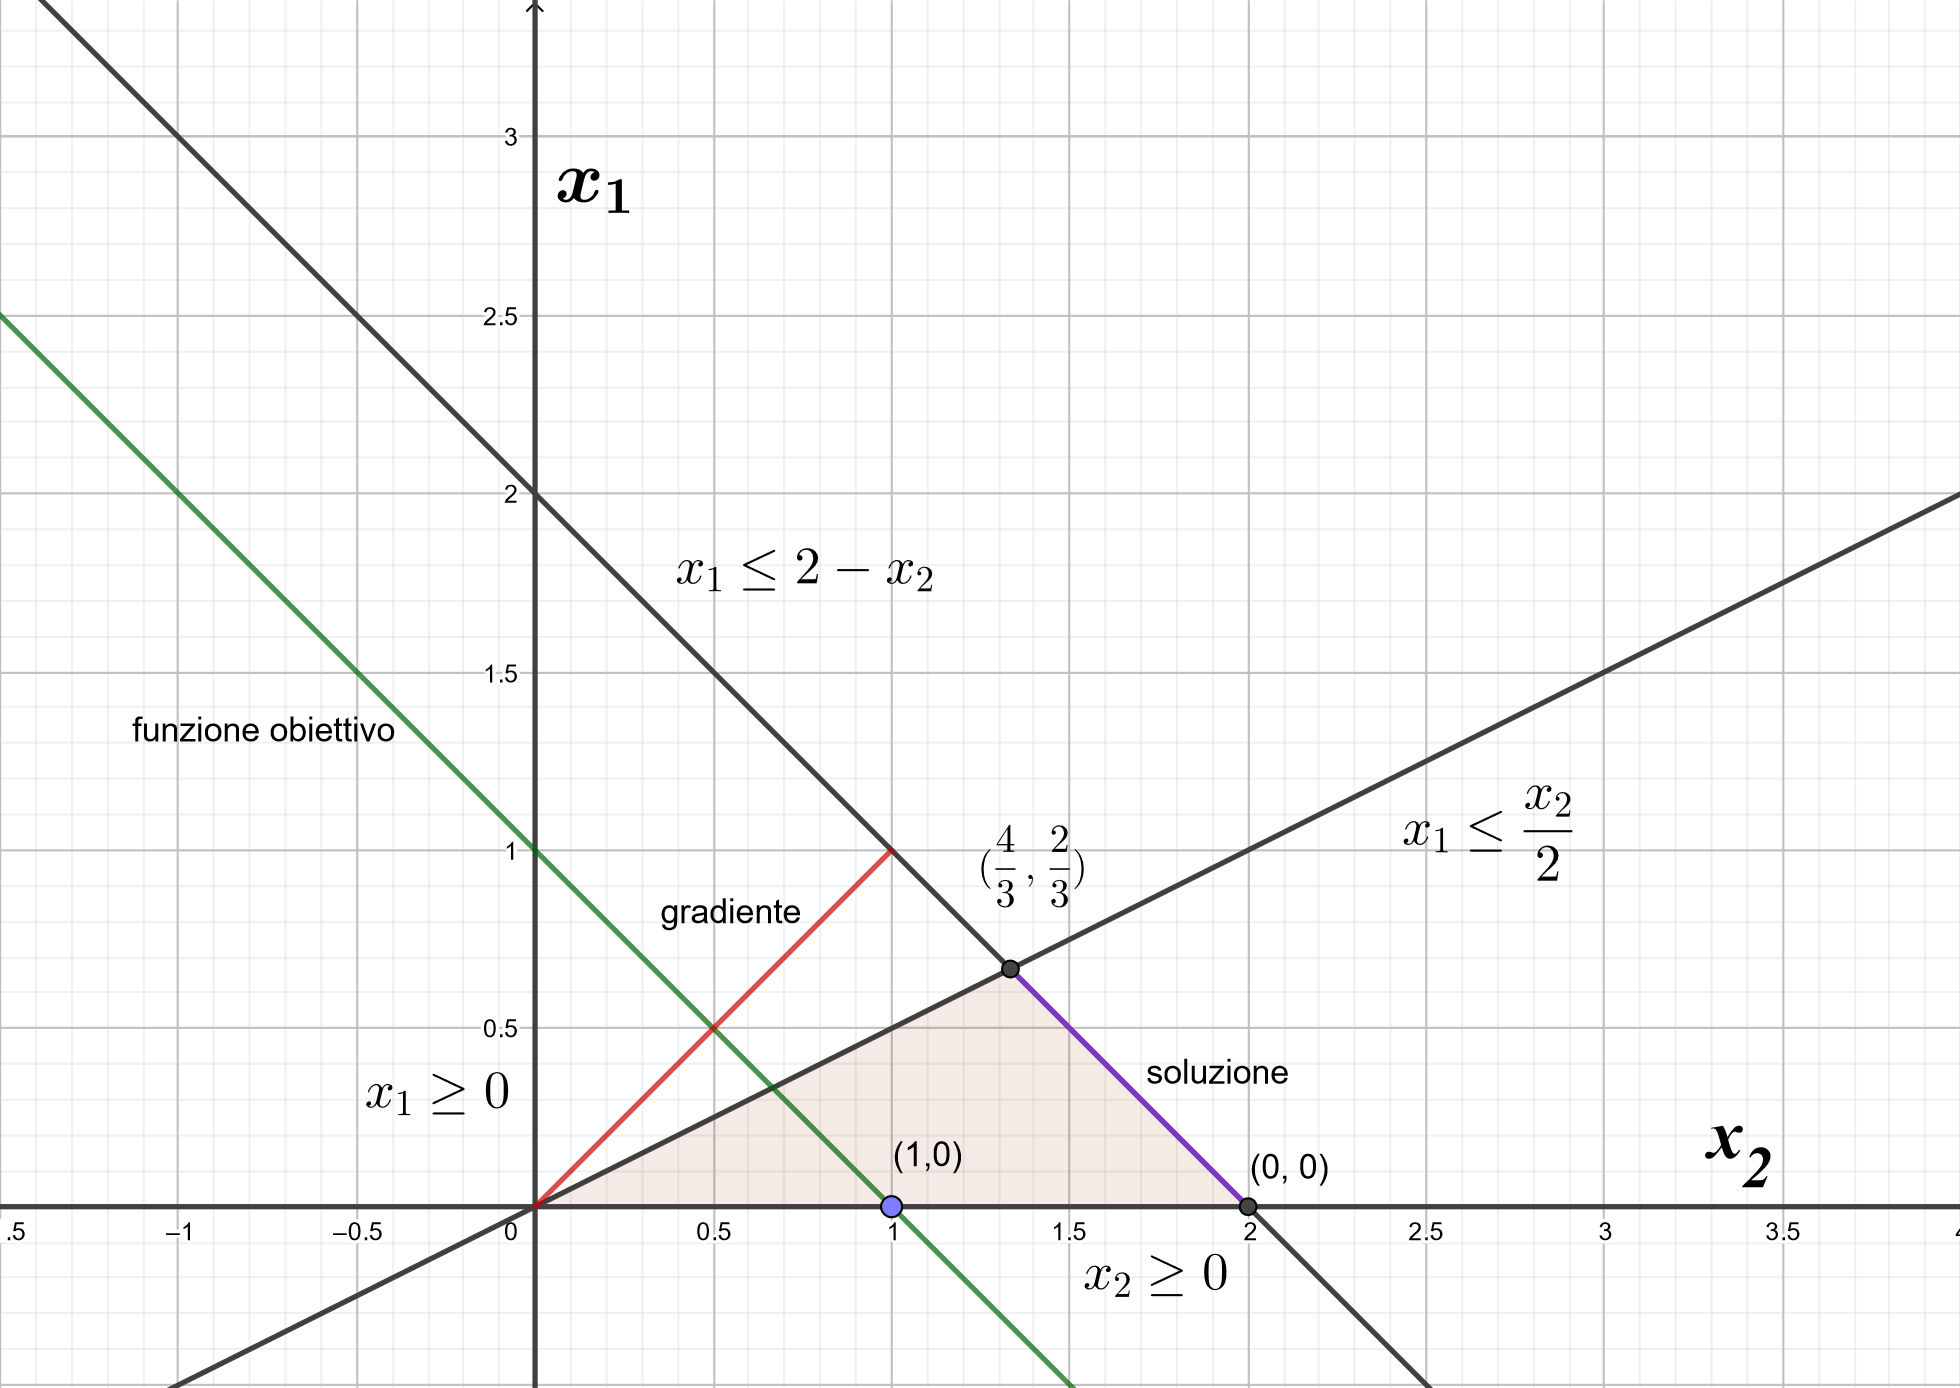 3
x₁
2.5
2
x₁ ≤ 2 − x₂
1.5
funzione obiettivo
x₁ ≤ x₂/2
1
(4/3, 2/3)
gradiente
0.5
soluzione
x₁ ≥ 0
(1,0)
(0, 0)
x₂
.5 –1 –0.5 0 0.5 1 1.5 2 2.5 3 3.5 4
x₂ ≥ 0